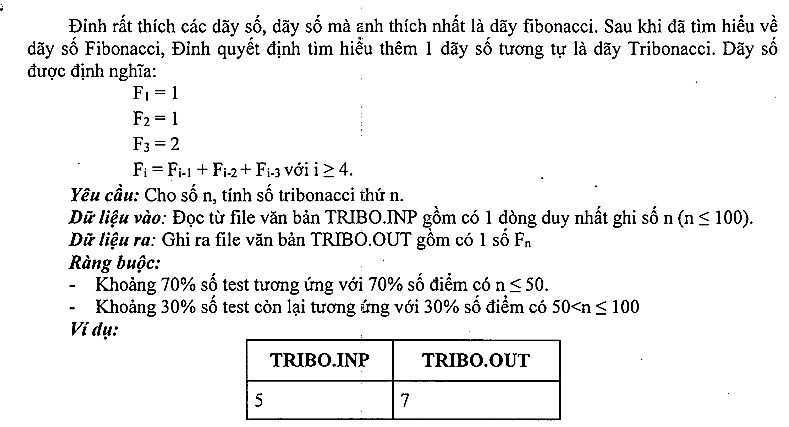 Đinh rất thích các dãy số, dãy số mà anh thích nhất là dãy fibonacci. Sau khi đã tìm hiểu về
dãy số Fibonacci, Đinh quyết định tìm hiểu thêm 1 dãy số tương tự là dãy Tribonacci. Dãy số
được định nghĩa:
F1 = 1
F2 = 1
F3 = 2
Fi = Fi-1 + Fi-2 + Fi-3 với i ≥ 4.
Yêu cầu: Cho số n, tính số tribonacci thứ n.
Dữ liệu vào: Đọc từ file văn bản TRIBO.INP gồm có 1 dòng duy nhất ghi số n (n ≤ 100).
Dữ liệu ra: Ghi ra file văn bản TRIBO.OUT gồm có 1 số Fn
Ràng buộc:
- Khoảng 70% số test tương ứng với 70% số điểm có n ≤ 50.
- Khoảng 30% số test còn lại tương ứng với 30% số điểm có 50<n ≤ 100
Ví dụ:
TRIBO.INP TRIBO.OUT
5 7